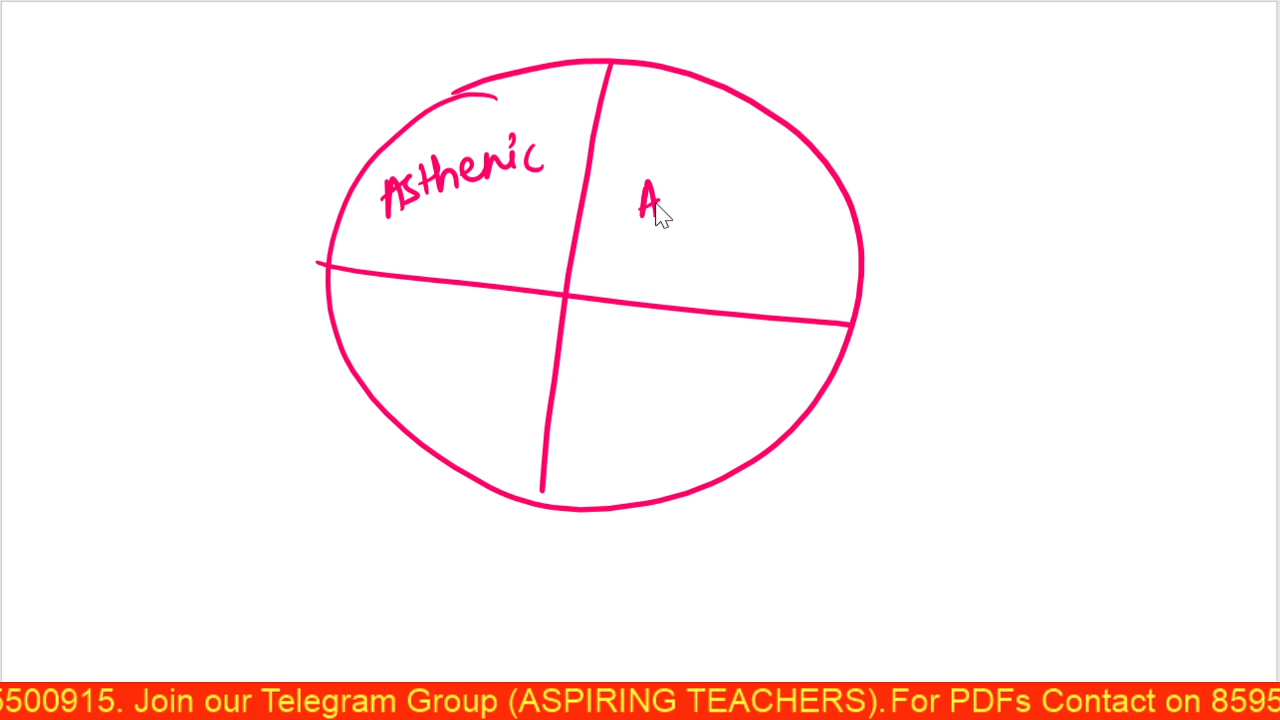 Asthenic
A
5500915. Join our Telegram Group (ASPIRING TEACHERS).For PDFs Contact on 8595